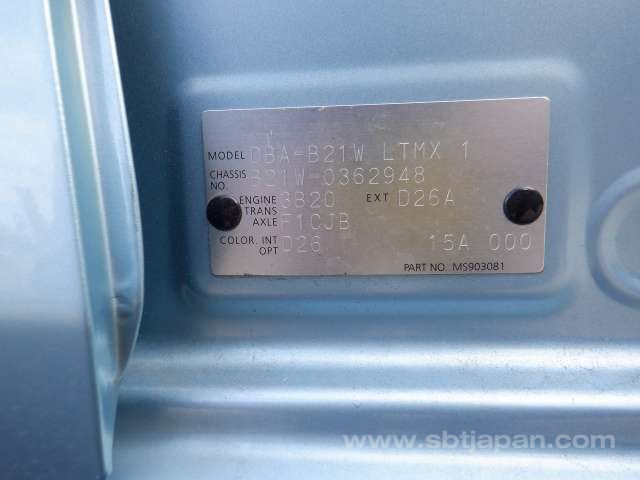 MODEL DBA-B21W LTMX 1
CHASSIS NO. B21W-0362948
ENGINE 3B20 EXT D26A
TRANS AXLE F1CJB
COLOR, INT OPT D26 15A 000
PART NO. MS903081
www.sbtjapan.com